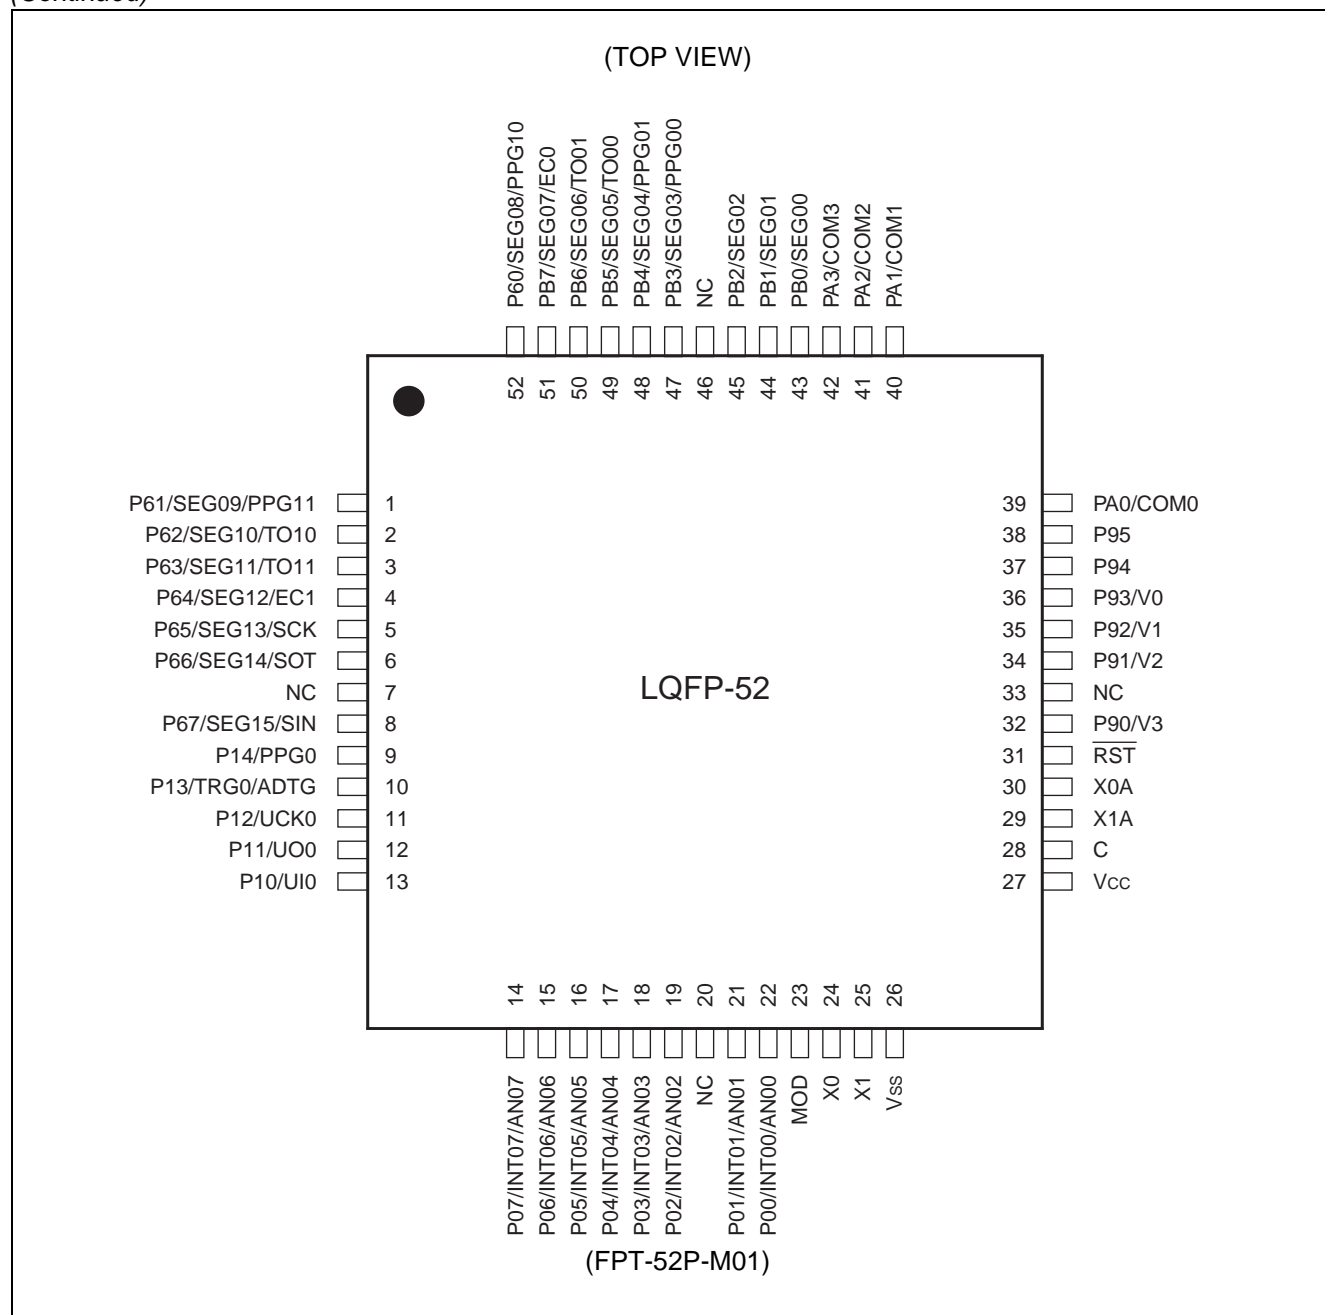 (Continued)
(TOP VIEW)
P60/SEG08/PPG10
PB7/SEG07/EC0
PB6/SEG06/TO01
PB5/SEG05/TO00
PB4/SEG04/PPG01
PB3/SEG03/PPG00
NC
PB2/SEG02
PB1/SEG01
PB0/SEG00
PA3/COM3
PA2/COM2
PA1/COM1
52 51 50 49 48 47 46 45 44 43 42 41 40
P61/SEG09/PPG11 1
P62/SEG10/TO10 2
P63/SEG11/TO11 3
P64/SEG12/EC1 4
P65/SEG13/SCK 5
P66/SEG14/SOT 6
NC 7
P67/SEG15/SIN 8
P14/PPG0 9
P13/TRG0/ADTG 10
P12/UCK0 11
P11/UO0 12
P10/UI0 13
LQFP-52
39 PA0/COM0
38 P95
37 P94
36 P93/V0
35 P92/V1
34 P91/V2
33 NC
32 P90/V3
31 RST
30 X0A
29 X1A
28 C
27 Vcc
14 15 16 17 18 19 20 21 22 23 24 25 26
P07/INT07/AN07
P06/INT06/AN06
P05/INT05/AN05
P04/INT04/AN04
P03/INT03/AN03
P02/INT02/AN02
NC
P01/INT01/AN01
P00/INT00/AN00
MOD
X0
X1
Vss
(FPT-52P-M01)